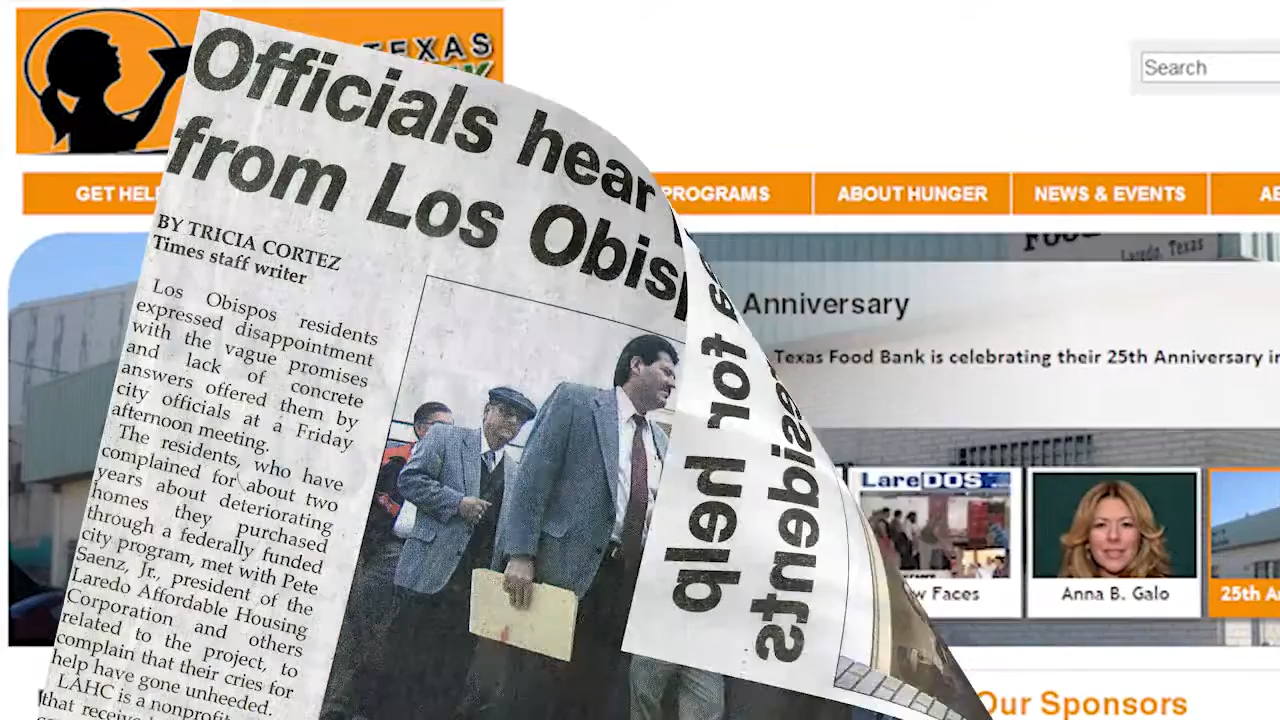 TEXAS
Search
GET HELP
PROGRAMS
ABOUT HUNGER
NEWS & EVENTS
Officials hear
from Los Obisp
BY TRICIA CORTEZ
Times staff writer
Los Obispos residents
expressed disappointment
with the vague promises
and lack of concrete
answers offered them by
city officials at a Friday
afternoon meeting.
The residents, who have
complained for about two
years about deteriorating
homes they purchased
through a federally funded
city program, met with Pete
Saenz, Jr., president of the
Laredo Affordable Housing
Corporation and others
related to the project, to
complain that their cries for
help have gone unheeded.
LAHC is a nonprofit
that receive
for help
residents
Laredo, Texas
Anniversary
Texas Food Bank is celebrating their 25th Anniversary in
LareDOS
w Faces
Anna B. Galo
25th A
Our Sponsors